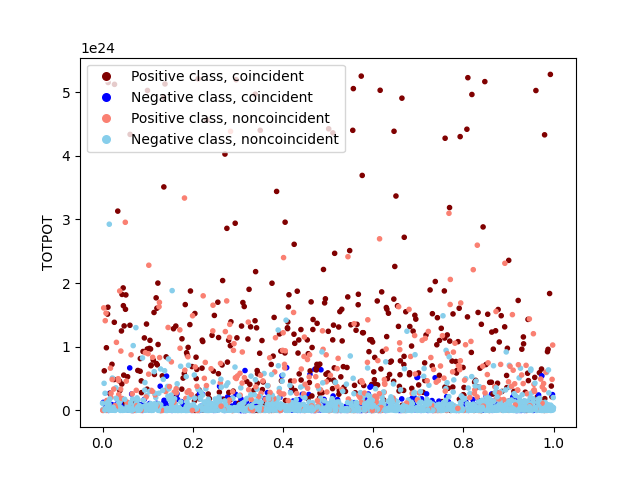 1e24
Positive class, coincident
Negative class, coincident
Positive class, noncoincident
Negative class, noncoincident
TOTPOT
5
4
3
2
1
0
0.0 0.2 0.4 0.6 0.8 1.0